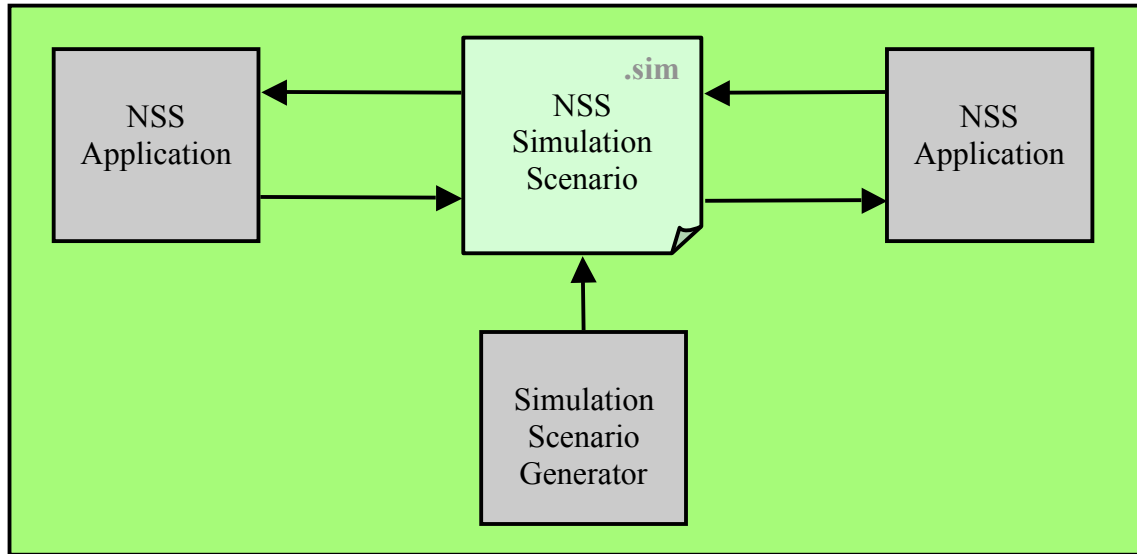 NSS
Application
.sim
NSS
Simulation
Scenario
NSS
Application
Simulation
Scenario
Generator